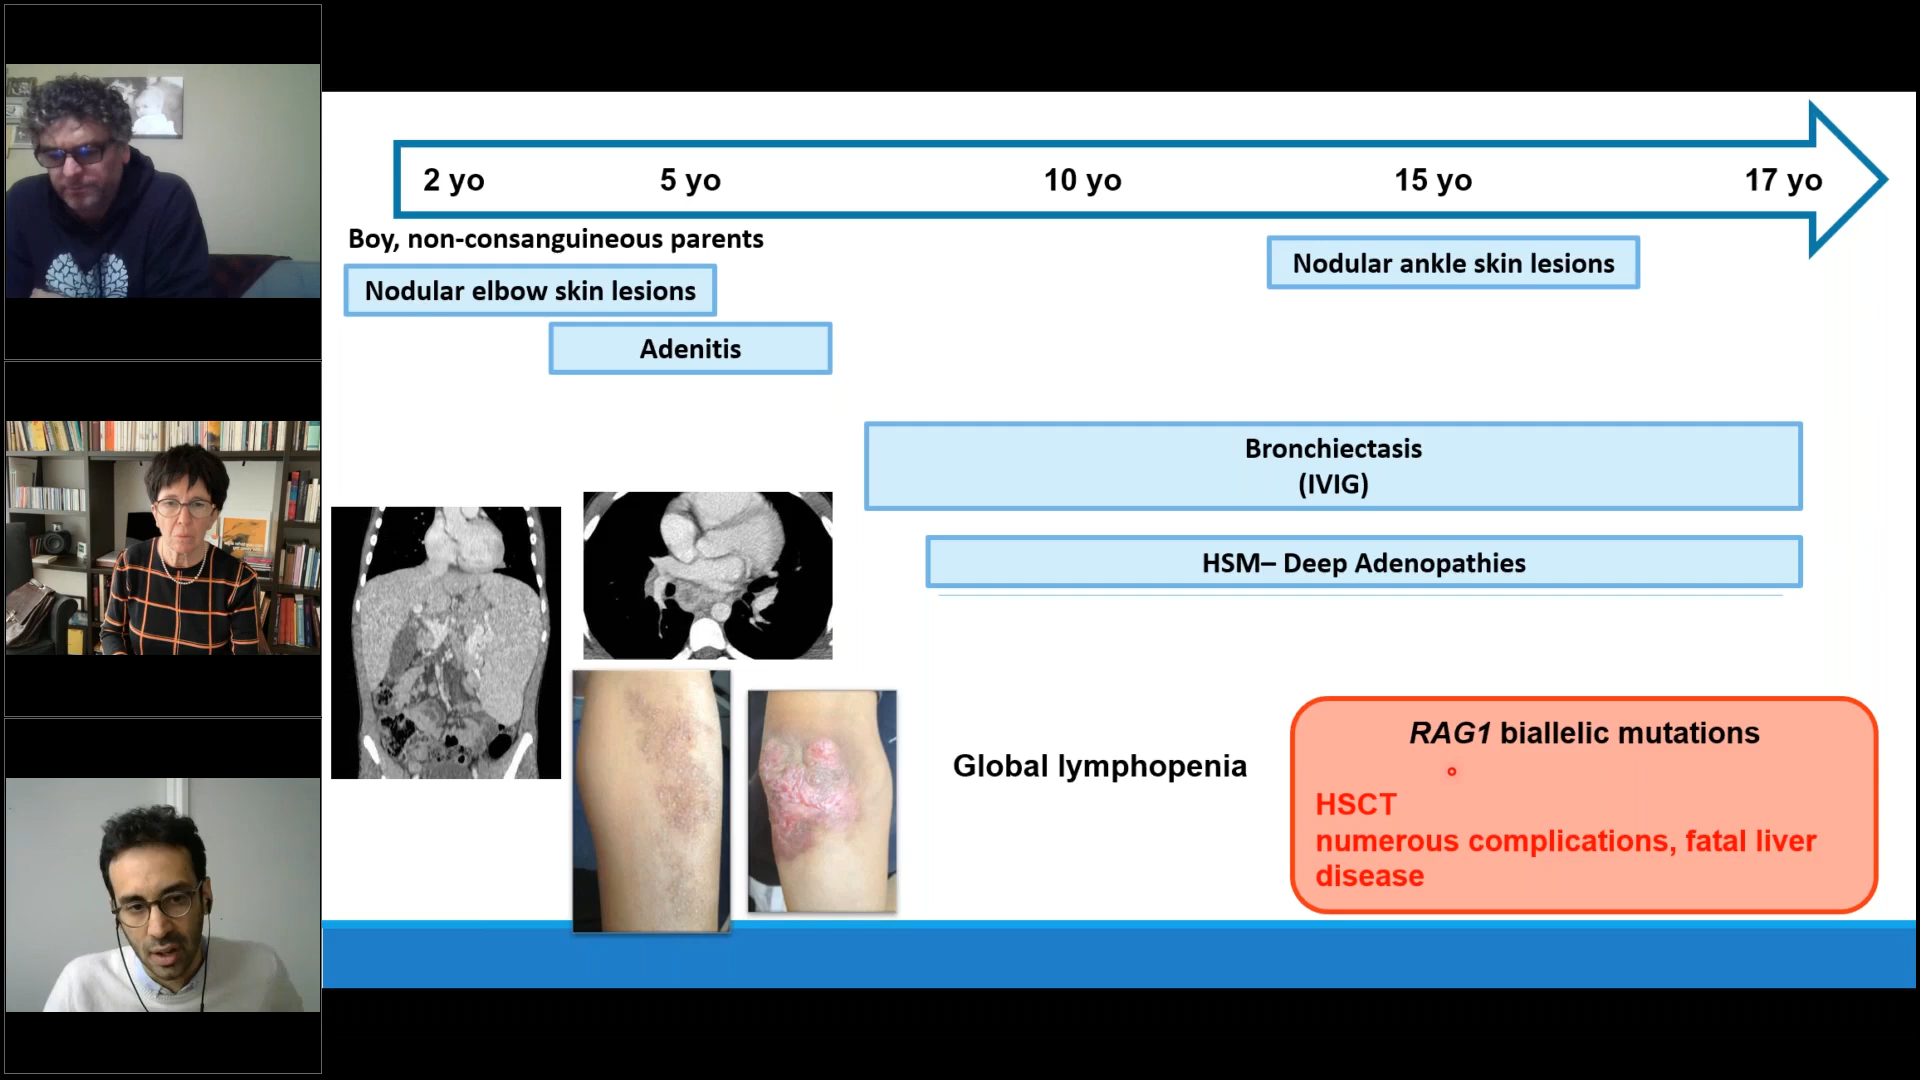 2 yo
5 yo
10 yo
15 yo
17 yo
Boy, non-consanguineous parents
Nodular elbow skin lesions
Adenitis
Nodular ankle skin lesions
Bronchiectasis
(IVIG)
HSM– Deep Adenopathies
Global lymphopenia
RAG1 biallelic mutations
HSCT
numerous complications, fatal liver
disease